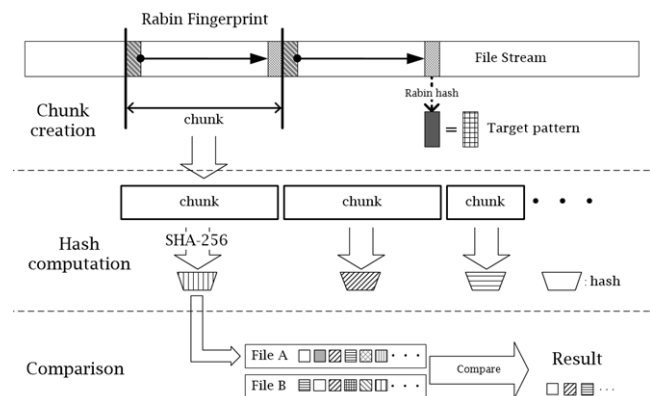 Rabin Fingerprint
File Stream
Rabin hash
Chunk
creation
chunk
=
Target pattern
chunk
chunk
chunk
• • •
SHA-256
Hash
computation
: hash
File A
· · ·
Comparison
Compare
Result
File B
· · ·
· · ·